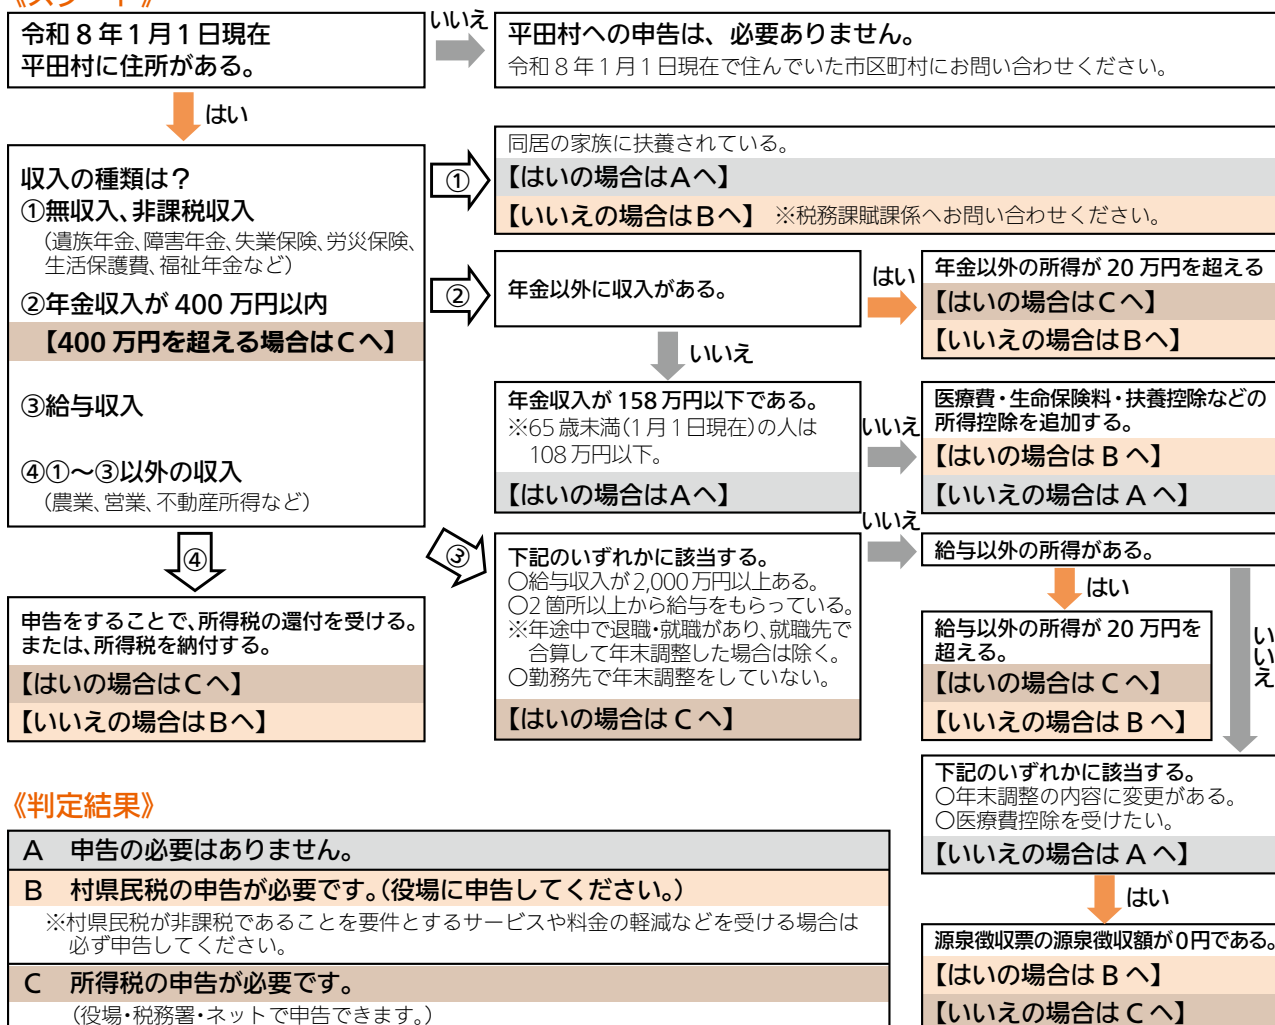 《スタート》
令和８年１月１日現在
平田村に住所がある。
いいえ
平田村への申告は、必要ありません。
令和８年１月１日現在で住んでいた市区町村にお問い合わせください。
はい
収入の種類は？
①無収入、非課税収入
（遺族年金、障害年金、失業保険、労災保険、
生活保護費、福祉年金など）
②年金収入が 400 万円以内
【400 万円を超える場合はＣへ】
③給与収入
④①～③以外の収入
（農業、営業、不動産所得など）
①
同居の家族に扶養されている。
【はいの場合はＡへ】
【いいえの場合はＢへ】 ※税務課賦課係へお問い合わせください。
②
年金以外に収入がある。
はい
年金以外の所得が 20 万円を超える
【はいの場合はＣへ】
【いいえの場合はＢへ】
いいえ
年金収入が 158 万円以下である。
※65 歳未満（１月１日現在）の人は
108 万円以下。
【はいの場合はＡへ】
いいえ
医療費・生命保険料・扶養控除などの
所得控除を追加する。
【はいの場合は B へ】
【いいえの場合は A へ】
③
下記のいずれかに該当する。
○給与収入が 2,000 万円以上ある。
○２箇所以上から給与をもらっている。
※年途中で退職・就職があり、就職先で
合算して年末調整した場合は除く。
○勤務先で年末調整をしていない。
【はいの場合は C へ】
いいえ
給与以外の所得がある。
はい
給与以外の所得が 20 万円を
超える。
【はいの場合は C へ】
【いいえの場合は B へ】
いいえ
下記のいずれかに該当する。
○年末調整の内容に変更がある。
○医療費控除を受けたい。
【いいえの場合は A へ】
はい
源泉徴収票の源泉徴収額が０円である。
【はいの場合は B へ】
【いいえの場合は C へ】
④
申告をすることで、所得税の還付を受ける。
または、所得税を納付する。
【はいの場合はＣへ】
【いいえの場合はＢへ】
《判定結果》
A 申告の必要はありません。
B 村県民税の申告が必要です。（役場に申告してください。）
※村県民税が非課税であることを要件とするサービスや料金の軽減などを受ける場合は
必ず申告してください。
C 所得税の申告が必要です。
（役場・税務署・ネットで申告できます。）